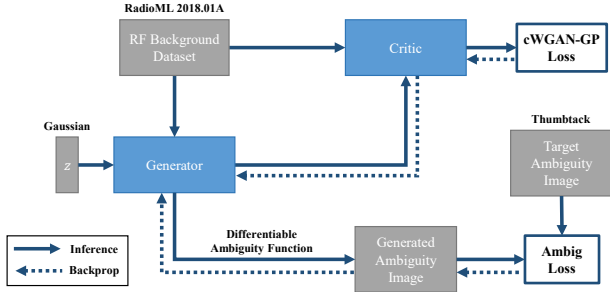 RadioML 2018.01A
RF Background
Dataset
Critic
cWGAN-GP
Loss
Gaussian
z
Generator
Thumbtack
Target
Ambiguity
Image
Differentiable
Ambiguity Function
Generated
Ambiguity
Image
Ambig
Loss
Inference
Backprop